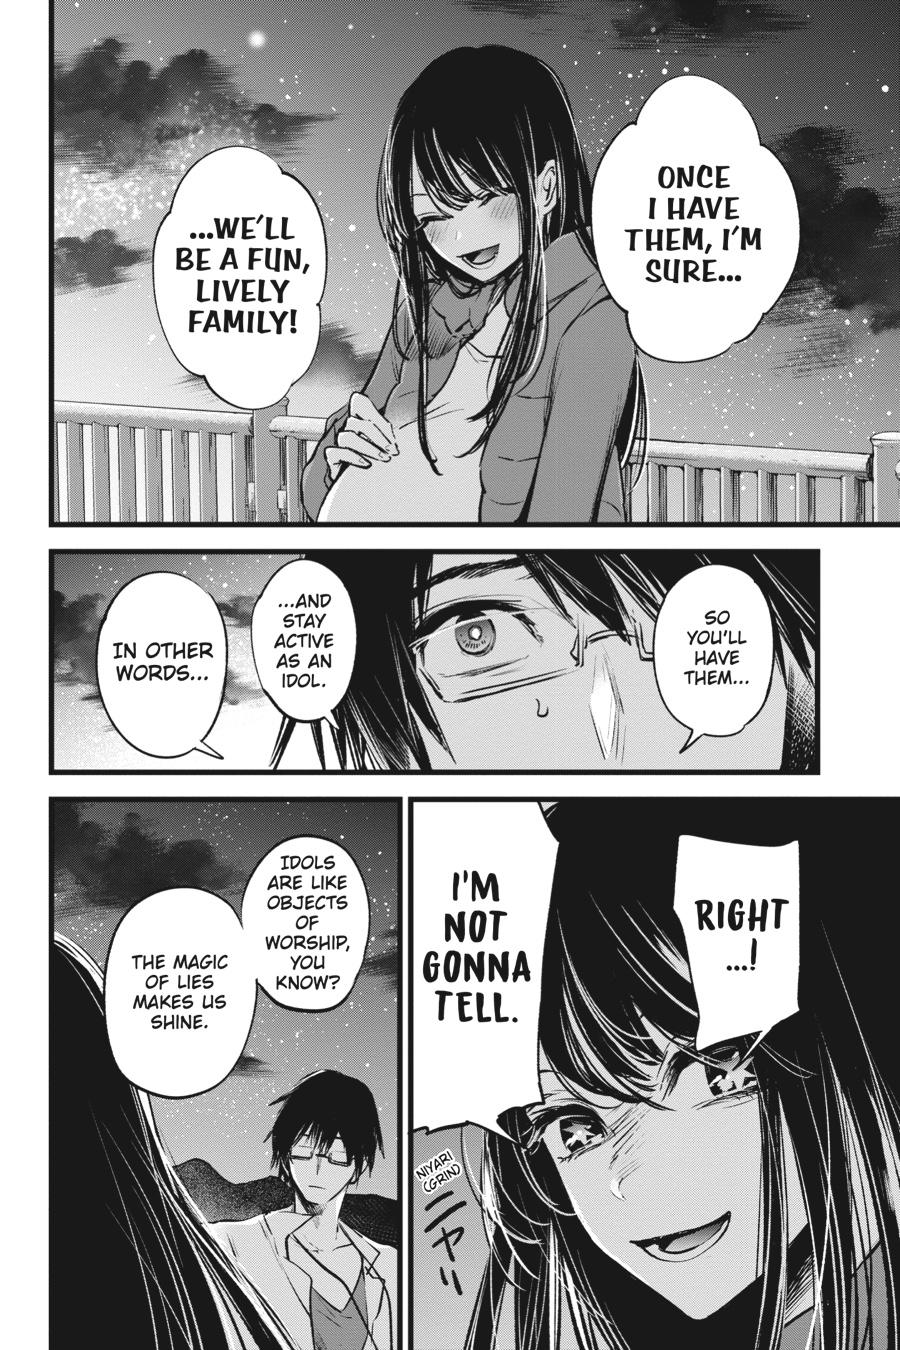 ONCE
I HAVE
THEM, I'M
SURE...
...WE'LL
BE A FUN,
LIVELY
FAMILY!
SO
YOU'LL
HAVE
THEM...
...AND
STAY
ACTIVE
AS AN
IDOL.
IN OTHER
WORDS...
RIGHT
...!
I'M
NOT
GONNA
TELL.
NIYARI
(GRIN)
ニヤリ
IDOLS
ARE LIKE
OBJECTS
OF
WORSHIP,
YOU
KNOW?
THE MAGIC
OF LIES
MAKES US
SHINE.